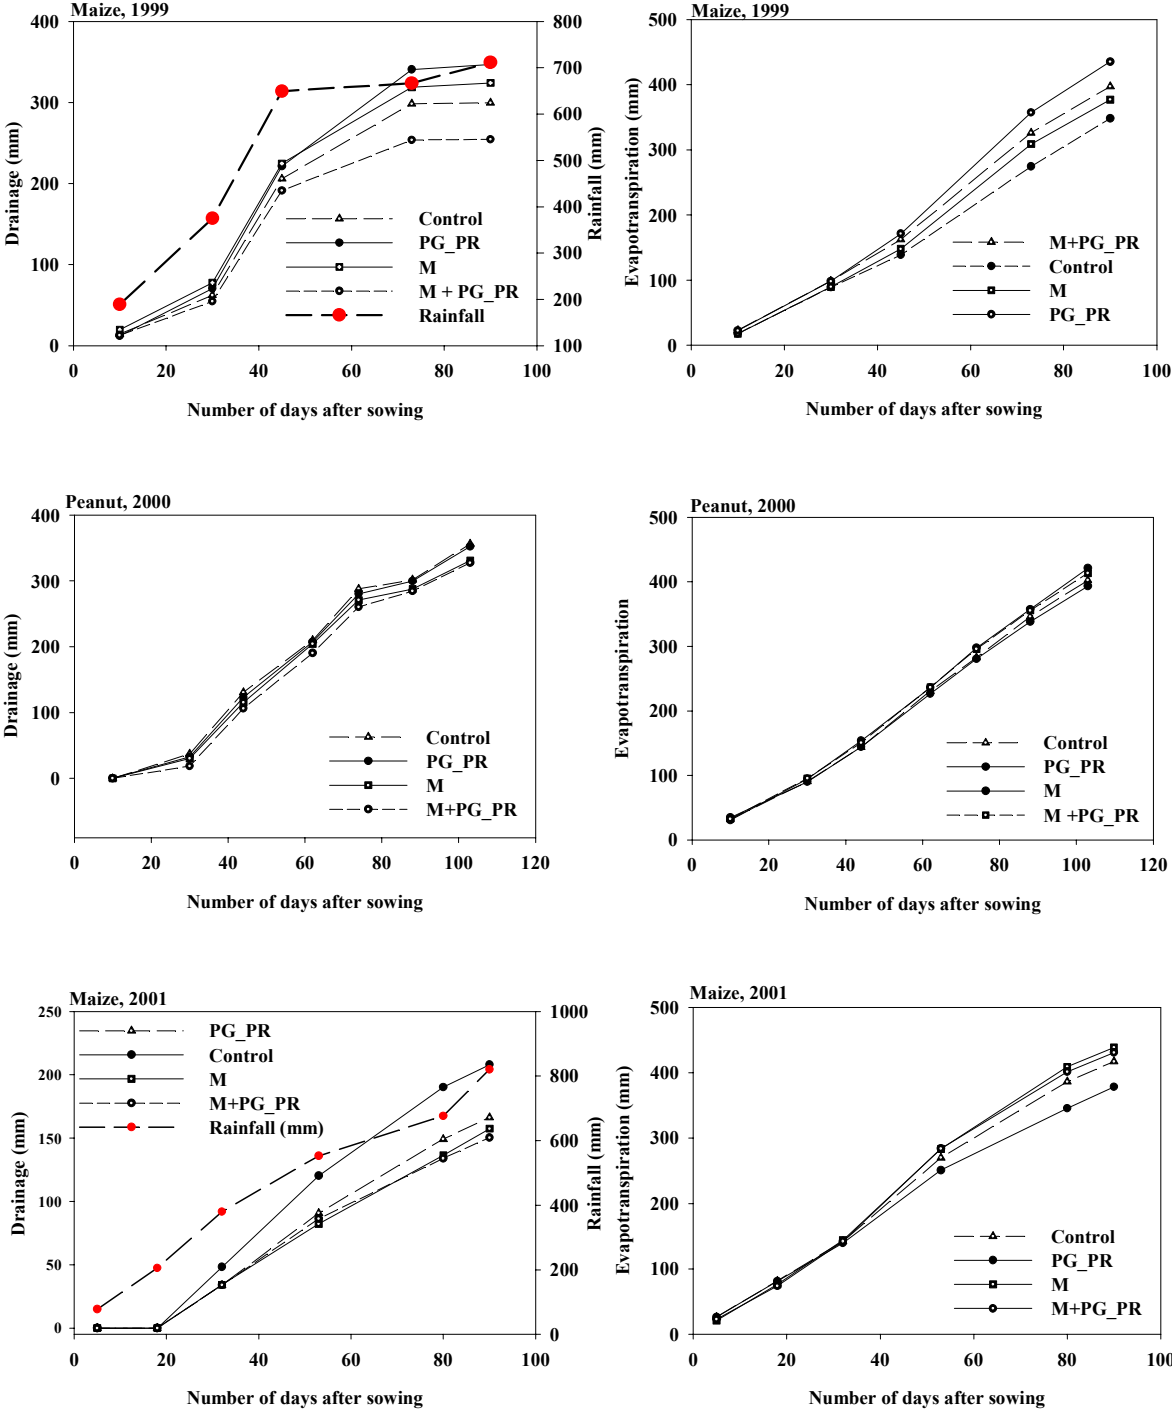 Maize, 1999
400
300
200
100
0
800
700
600
500
400
300
200
100
Drainage (mm)
Rainfall (mm)
Control
PG_PR
M
M + PG_PR
Rainfall
0 20 40 60 80 100
Number of days after sowing
Maize, 1999
500
400
300
200
100
0
Evapotranspiration (mm)
M+PG_PR
Control
M
PG_PR
0 20 40 60 80 100
Number of days after sowing
Peanut, 2000
400
300
200
100
0
Drainage (mm)
Control
PG_PR
M
M+PG_PR
0 20 40 60 80 100 120
Number of days after sowing
Peanut, 2000
500
400
300
200
100
0
Evapotranspiration
Control
PG_PR
M
M +PG_PR
0 20 40 60 80 100 120
Number of days after sowing
Maize, 2001
250
200
150
100
50
0
1000
800
600
400
200
0
Drainage (mm)
Rainfall (mm)
PG_PR
Control
M
M+PG_PR
Rainfall (mm)
0 20 40 60 80 100
Number of days after sowing
Maize, 2001
500
400
300
200
100
0
Evapotranspiration (mm)
Control
PG_PR
M
M+PG_PR
0 20 40 60 80 100
Number of days after sowing